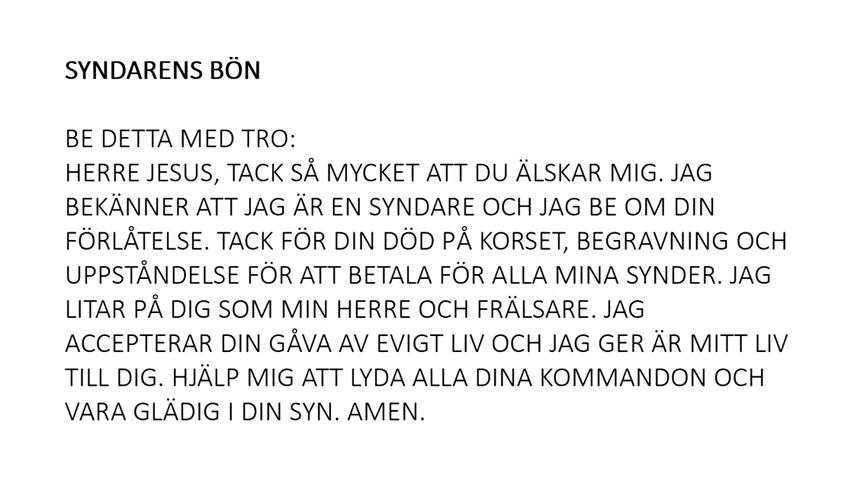 SYNDARENS BÖN
BE DETTA MED TRO:
HERRE JESUS, TACK SÅ MYCKET ATT DU ÄLSKAR MIG. JAG
BEKÄNNER ATT JAG ÄR EN SYNDARE OCH JAG BE OM DIN
FÖRLÅTELSE. TACK FÖR DIN DÖD PÅ KORSET, BEGRAVNING OCH
UPPSTÅNDELSE FÖR ATT BETALA FÖR ALLA MINA SYNDER. JAG
LITAR PÅ DIG SOM MIN HERRE OCH FRÄLSARE. JAG
ACCEPTERAR DIN GÅVA AV EVIGT LIV OCH JAG GER ÄR MITT LIV
TILL DIG. HJÄLP MIG ATT LYDA ALLA DINA KOMMANDON OCH
VARA GLÄDIG I DIN SYN. AMEN.